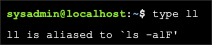 sysadmin@localhost:~$ type ll
ll is aliased to `ls -alF'